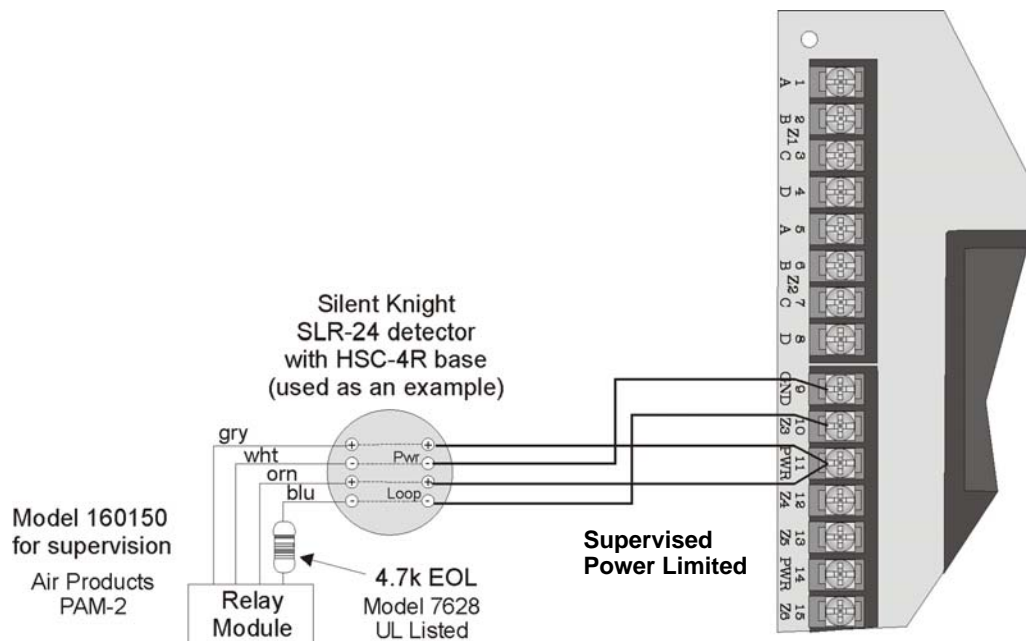 1
A
2
B
Z1
3
C
4
D
5
A
6
B
Z2
7
C
8
D
9
GND
10
Z3
11
PWR
12
Z4
13
Z5
14
PWR
15
Z6
Silent Knight
SLR-24 detector
with HSC-4R base
(used as an example)
gry
wht
orn
blu
+ +
- Pwr -
+ +
- Loop -
Model 160150
for supervision
Air Products
PAM-2
Relay
Module
4.7k EOL
Model 7628
UL Listed
Supervised
Power Limited